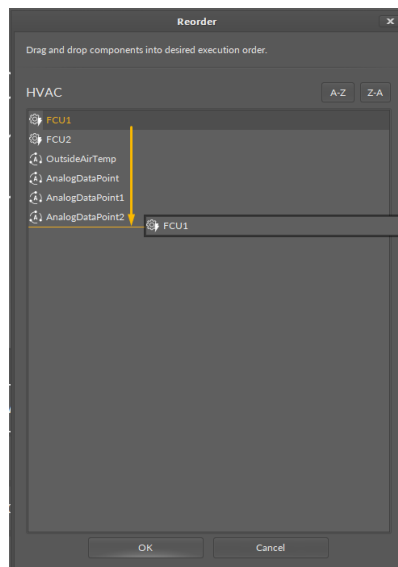 Reorder
Drag and drop components into desired execution order.
HVAC
A-Z
Z-A
FCU1
FCU2
OutsideAirTemp
AnalogDataPoint
AnalogDataPoint1
AnalogDataPoint2
FCU1
OK
Cancel